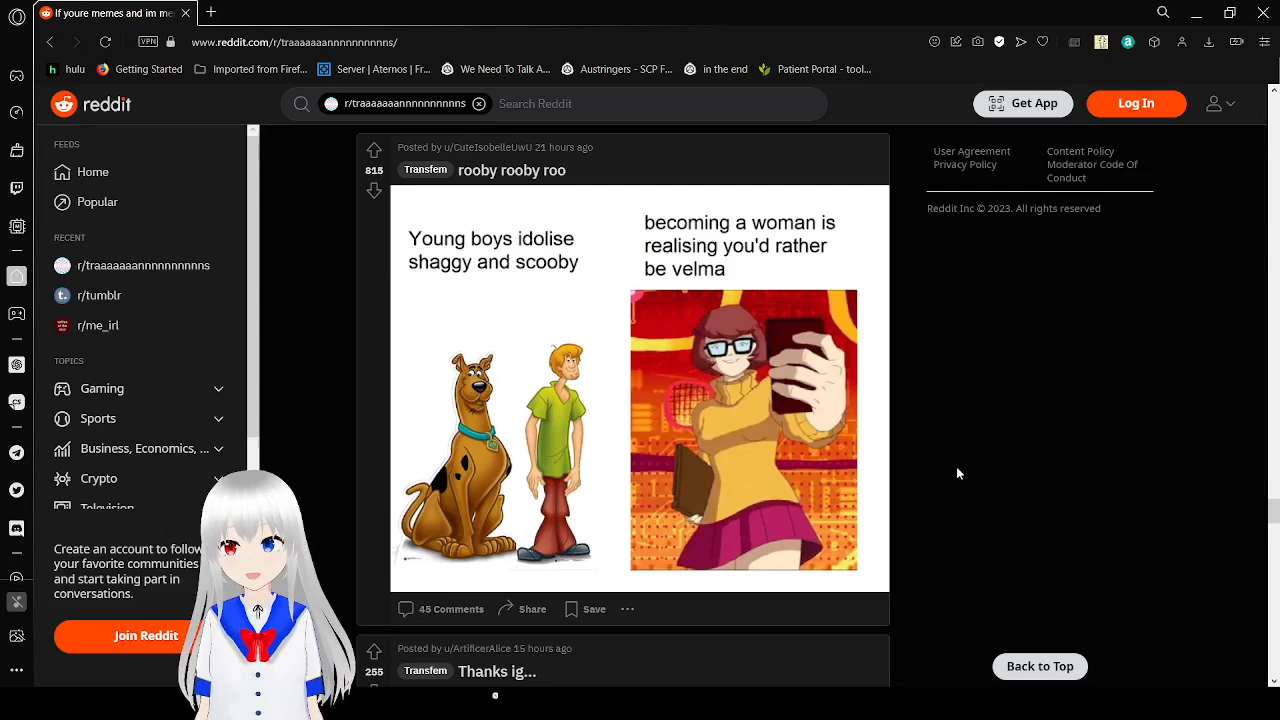 If youre memes and in me
www.reddit.com/r/traaaaaaannnnnnnnnns/
VPN
hulu
Getting Started
Imported from Firef...
Server | Aternos | Fr...
We Need To Talk A...
Austringers - SCP F...
in the end
Patient Portal - tool...
reddit
r/traaaaaaannnnnnnnnns
Search Reddit
Get App
Log In
FEEDS
Home
Popular
RECENT
r/traaaaaaannnnnnnnnns
r/tumblr
r/me_irl
TOPICS
Gaming
Sports
Business, Economics, ...
Crypto
Television
Create an account to follow
your favorite communities
and start taking part in
conversations.
Join Reddit
Posted by u/CuteIsobelleUwU 21 hours ago
815
Transfem rooby rooby roo
Young boys idolise
shaggy and scooby
becoming a woman is
realising you'd rather
be velma
45 Comments
Share
Save
Posted by u/ArtificerAlice 15 hours ago
255
Transfem Thanks ig...
User Agreement
Privacy Policy
Content Policy
Moderator Code Of
Conduct
Reddit Inc © 2023. All rights reserved
Back to Top